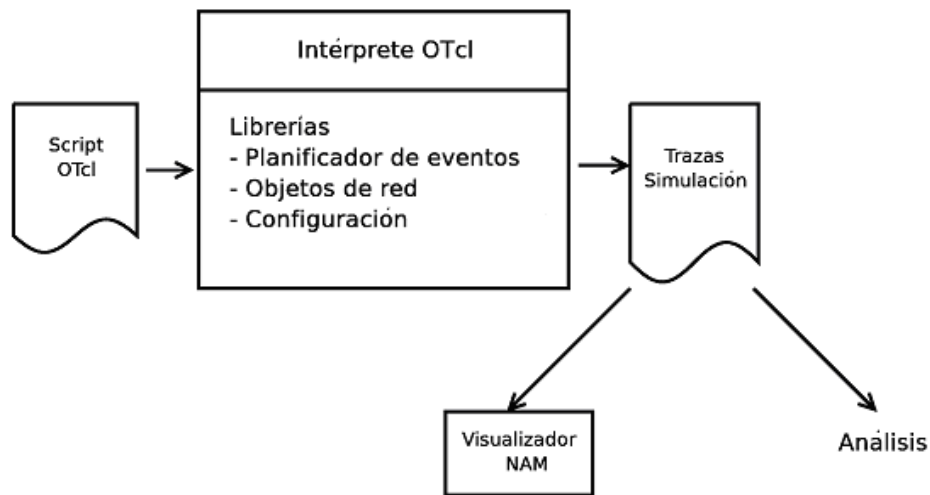 Intérprete OTcl
Script
OTcl
Librerías
- Planificador de eventos
- Objetos de red
- Configuración
Trazas
Simulación
Visualizador
NAM
Análisis